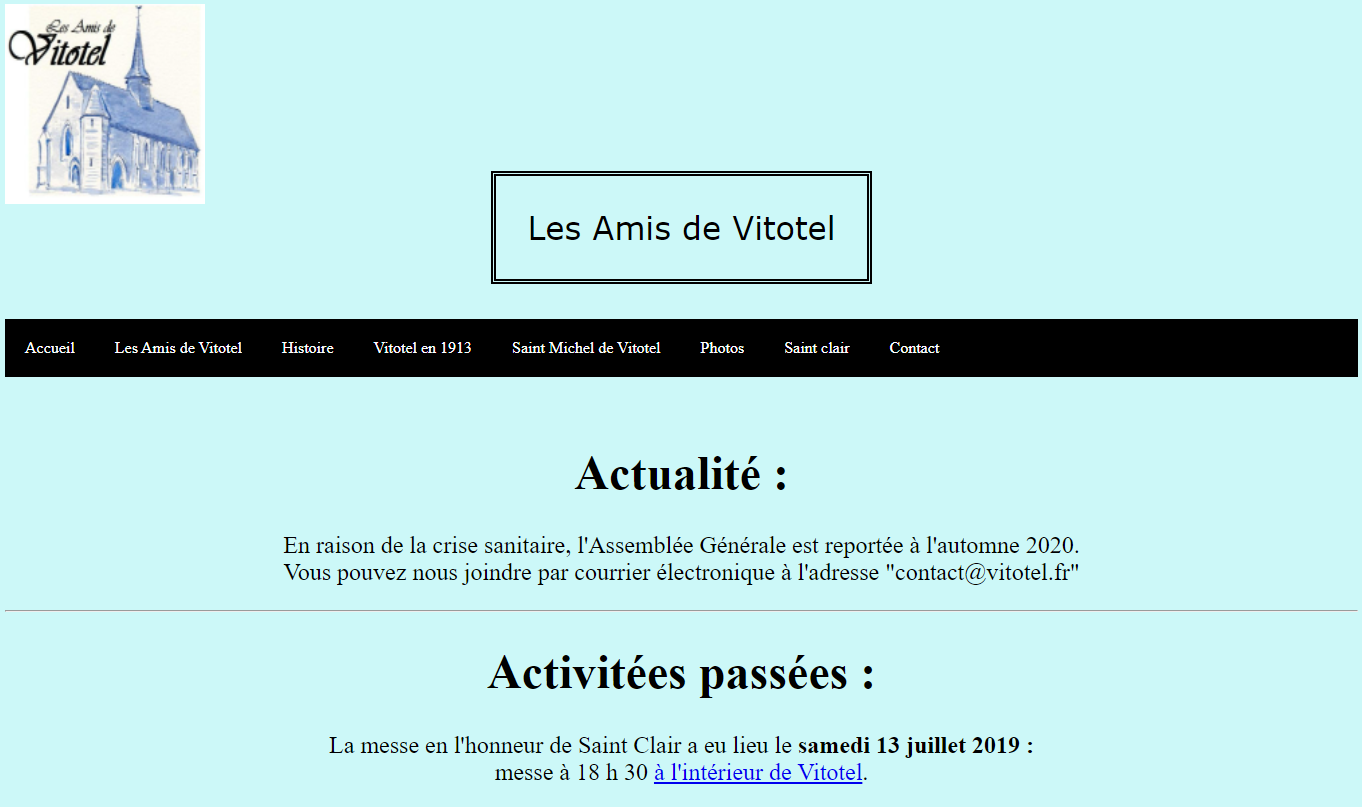 Les Amis de
Vitotel
Les Amis de Vitotel
Accueil Les Amis de Vitotel Histoire Vitotel en 1913 Saint Michel de Vitotel Photos Saint clair Contact
Actualité :
En raison de la crise sanitaire, l'Assemblée Générale est reportée à l'automne 2020.
Vous pouvez nous joindre par courrier électronique à l'adresse "contact@vitotel.fr"
Activitées passées :
La messe en l'honneur de Saint Clair a eu lieu le samedi 13 juillet 2019 :
messe à 18 h 30 à l'intérieur de Vitotel.